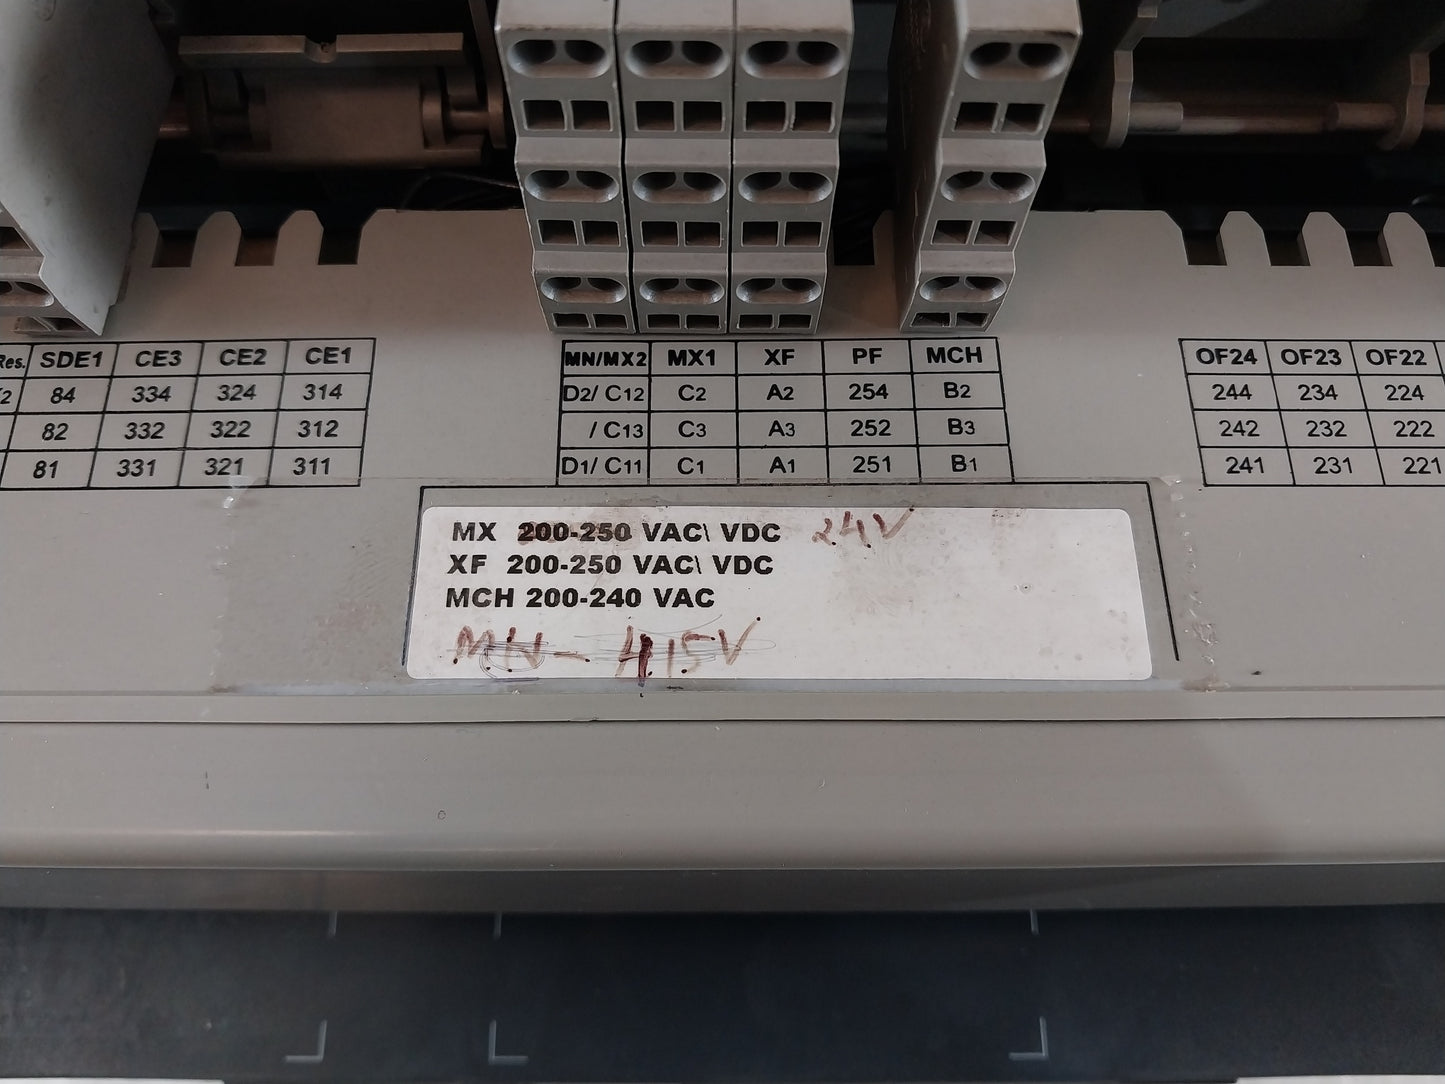 Res. SDE1 CE3 CE2 CE1
2 84 334 324 314
82 332 322 312
81 331 321 311
MN/MX2 MX1 XF PF MCH
D2/ C12 C2 A2 254 B2
/ C13 C3 A3 252 B3
D1/ C11 C1 A1 251 B1
OF24 OF23 OF22
244 234 224
242 232 222
241 231 221
MX 200-250 VAC\ VDC 24V
XF 200-250 VAC\ VDC
MCH 200-240 VAC
MN - 415V